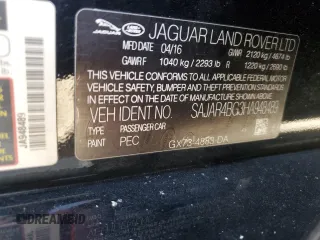 JAGUAR LAND ROVER LTD
MFD DATE 04/16 GVWR 2120 kg / 4674 lb
GAWR F 1040 kg / 2293 lb R 1220 kg / 2690 lb
THIS VEHICLE CONFORMS TO ALL APPLICABLE FEDERAL MOTOR
VEHICLE SAFETY, BUMPER AND THEFT PREVENTION STANDARDS
IN EFFECT ON THE DATE OF MANUFACTURE SHOWN ABOVE
VEH IDENT NO SAJAR4BG3HA948489
TYPE PASSENGER CAR
PAINT PEC GX73-4893-DA
JA948489
DREAMBID